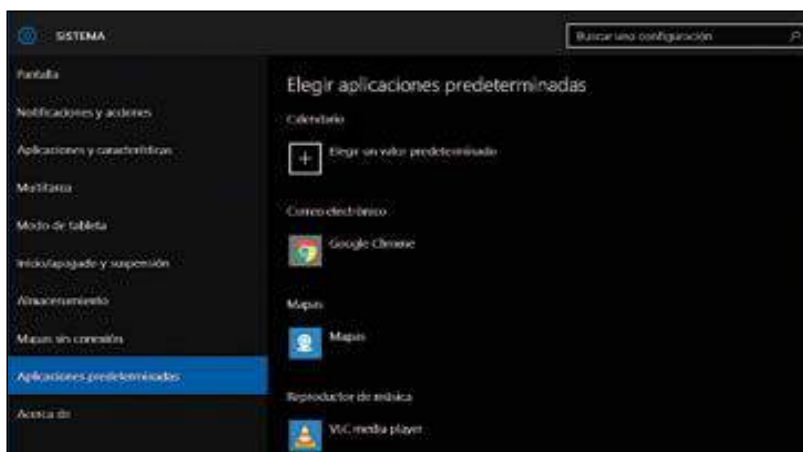 SISTEMA
Buscar una configuración
Pantalla
Notificaciones y acciones
Aplicaciones y características
Multitarea
Modo de tableta
Inicio/apagado y suspensión
Almacenamiento
Mapas sin conexión
Aplicaciones predeterminadas
Acerca de
Elegir aplicaciones predeterminadas
Calendario
Elegir un valor predeterminado
Correo electrónico
Google Chrome
Mapas
Mapas
Reproductor de música
VLC media player